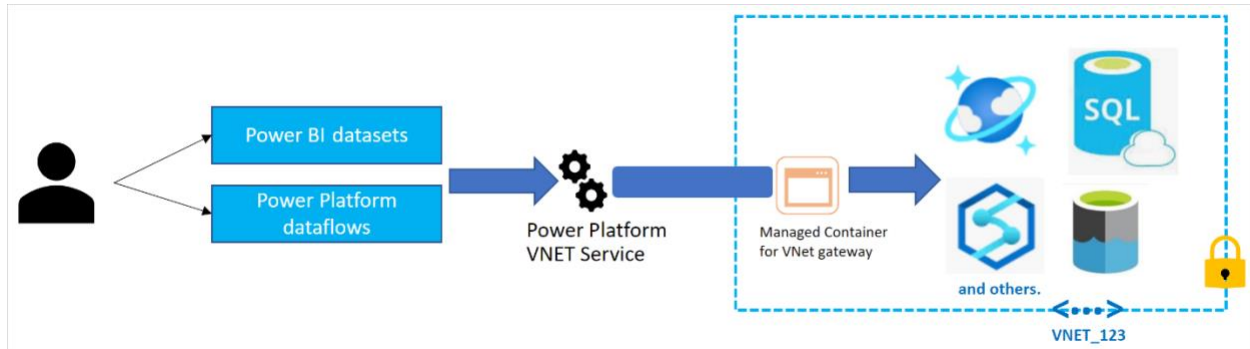 Power BI datasets
Power Platform
dataflows
Power Platform
VNET Service
Managed Container
for VNet gateway
SQL
and others.
VNET_123